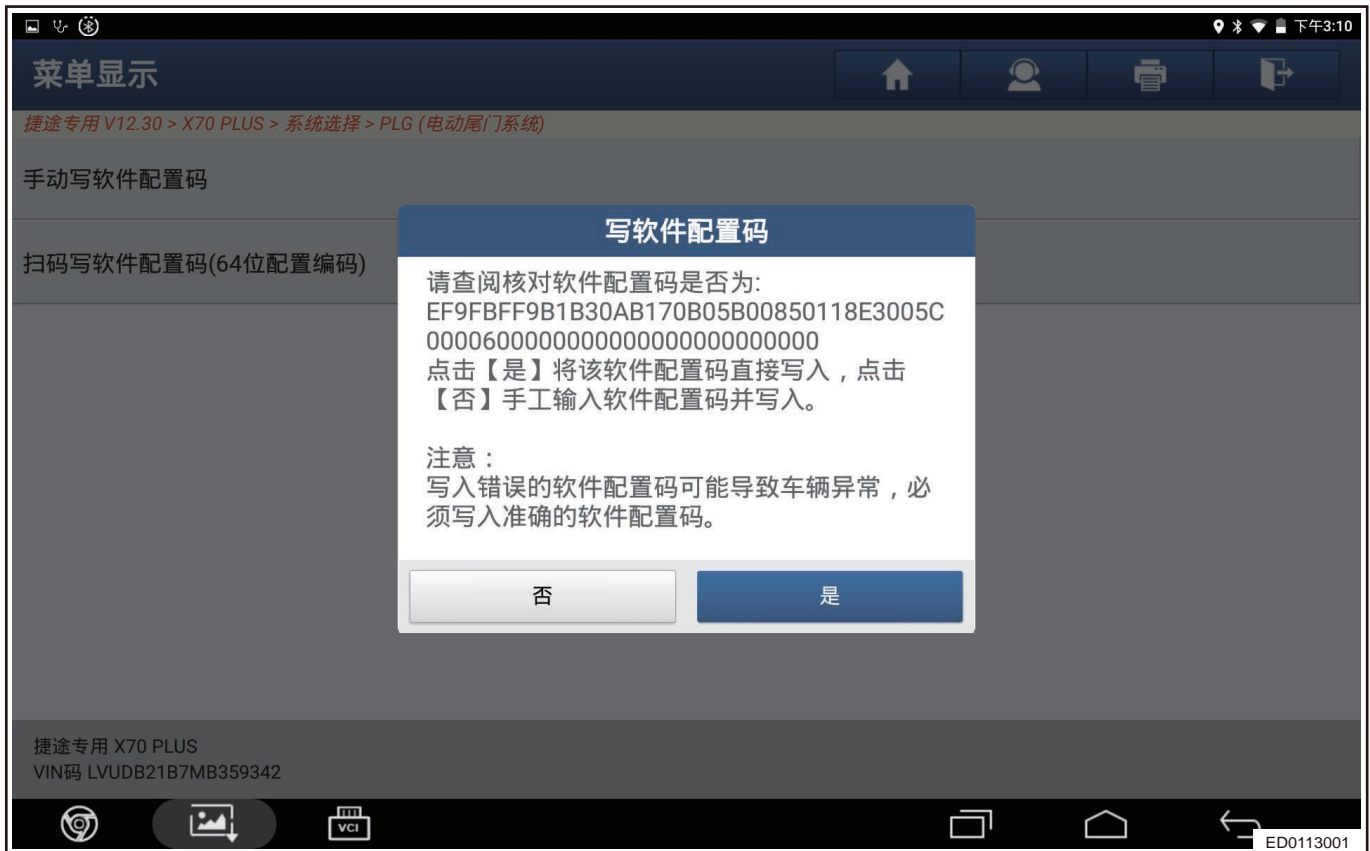 下午3:10
菜单显示
捷途专用 V12.30 > X70 PLUS > 系统选择 > PLG (电动尾门系统)
手动写软件配置码
扫码写软件配置码(64位配置编码)
写软件配置码
请查阅核对软件配置码是否为:
EF9FBFF9B1B30AB170B05B00850118E3005C
0000600000000000000000000000
点击【是】将该软件配置码直接写入，点击
【否】手工输入软件配置码并写入。
注意：
写入错误的软件配置码可能导致车辆异常，必
须写入准确的软件配置码。
否
是
捷途专用 X70 PLUS
VIN码 LVUDB21B7MB359342
VCI
ED0113001